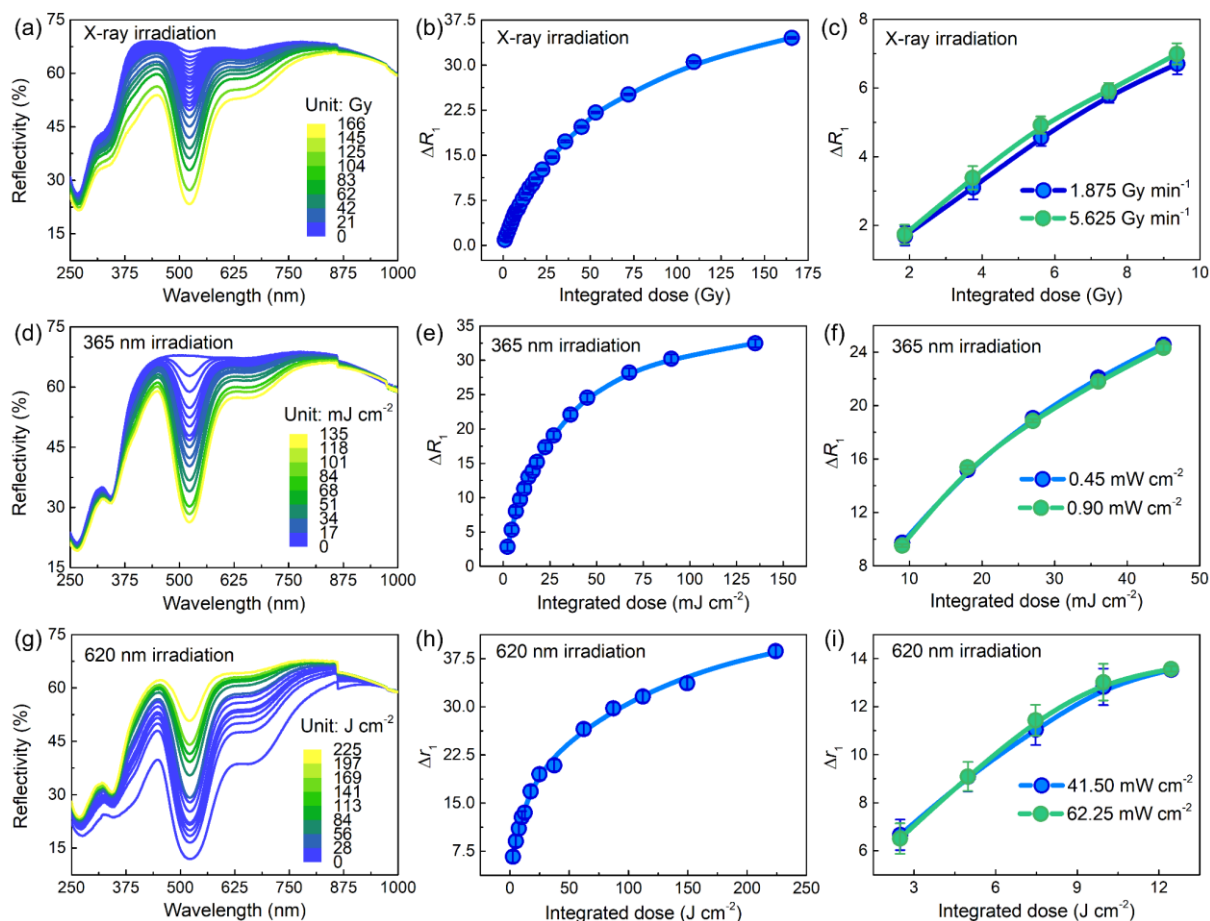 (a)
X-ray irradiation
Reflectivity (%)
75
60
45
30
15
Unit: Gy
166
145
125
104
83
62
42
21
0
250 375 500 625 750 875 1000
Wavelength (nm)
(b)
X-ray irradiation
ΔR₁
37.5
30.0
22.5
15.0
7.5
0.0
0 25 50 75 100 125 150 175
Integrated dose (Gy)
(c)
X-ray irradiation
ΔR₁
8
6
4
2
0
1.875 Gy min⁻¹
5.625 Gy min⁻¹
2 4 6 8 10
Integrated dose (Gy)
(d)
365 nm irradiation
Reflectivity (%)
75
60
45
30
15
Unit: mJ cm⁻²
135
118
101
84
68
51
34
17
0
250 375 500 625 750 875 1000
Wavelength (nm)
(e)
365 nm irradiation
ΔR₁
35
30
25
20
15
10
5
0
0 25 50 75 100 125 150
Integrated dose (mJ cm⁻²)
(f)
365 nm irradiation
ΔR₁
24
20
16
12
8
0.45 mW cm⁻²
0.90 mW cm⁻²
10 20 30 40 50
Integrated dose (mJ cm⁻²)
(g)
620 nm irradiation
Reflectivity (%)
75
60
45
30
15
Unit: J cm⁻²
225
197
169
141
113
84
56
28
0
250 375 500 625 750 875 1000
Wavelength (nm)
(h)
620 nm irradiation
Δr₁
37.5
30.0
22.5
15.0
7.5
0 50 100 150 200 250
Integrated dose (J cm⁻²)
(i)
620 nm irradiation
Δr₁
14
12
10
8
6
41.50 mW cm⁻²
62.25 mW cm⁻²
3 6 9 12
Integrated dose (J cm⁻²)